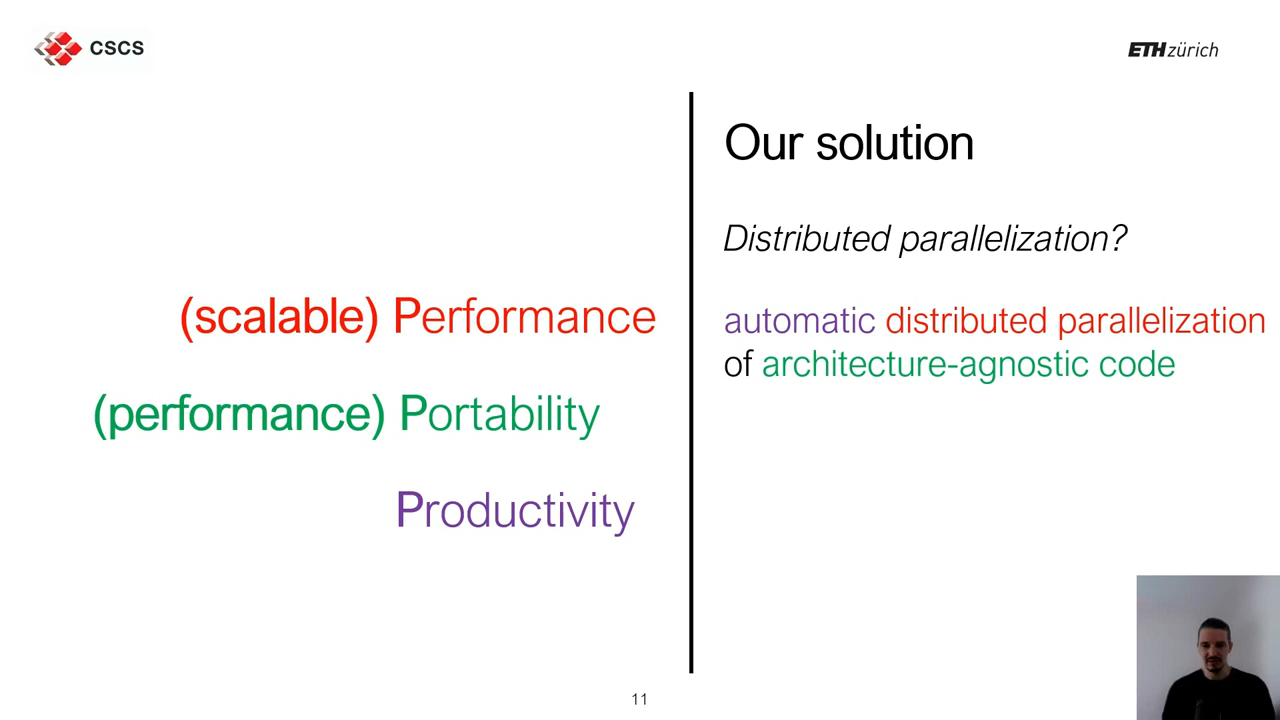 CSCS
ETH zürich
(scalable) Performance
(performance) Portability
Productivity
Our solution
Distributed parallelization?
automatic distributed parallelization
of architecture-agnostic code
11